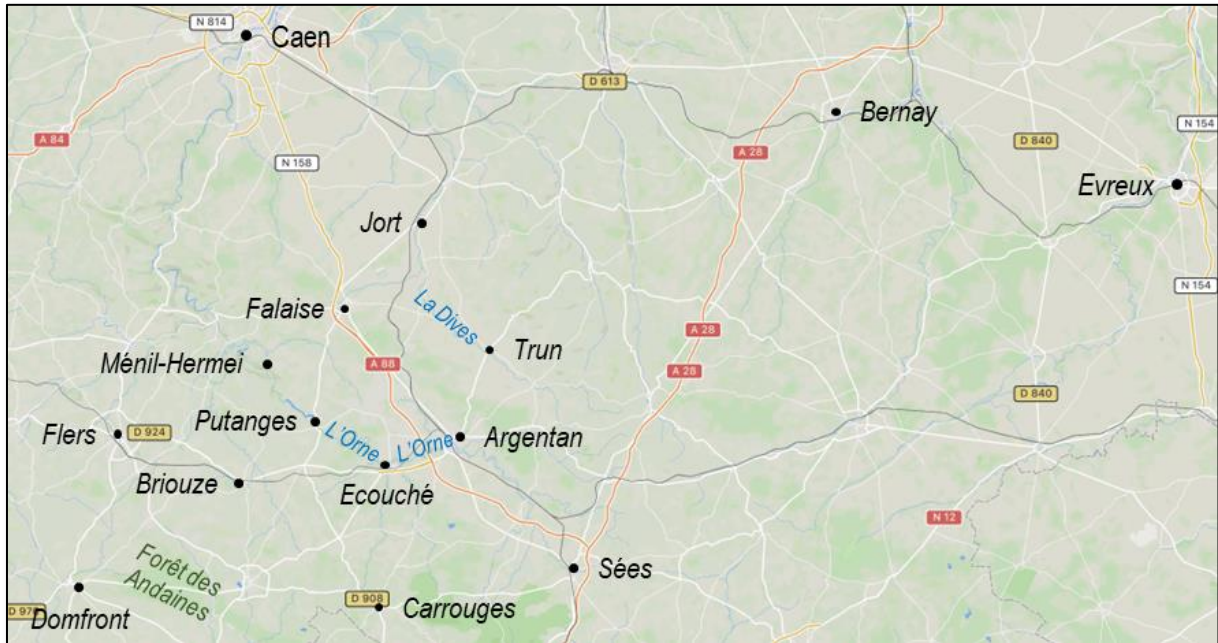 N 814
Caen
D 613
Bernay
N 154
A 84
N 158
A 28
D 840
Evreux
Jort
N 154
Falaise
La Dives
A 28
Trun
Ménil-Hermei
A 88
A 28
D 840
Putanges
Flers
D 924
L'Orne
L'Orne
Argentan
Briouze
Ecouché
N 12
Forêt des
Andaines
Sées
D 908
Carrouges
Domfront